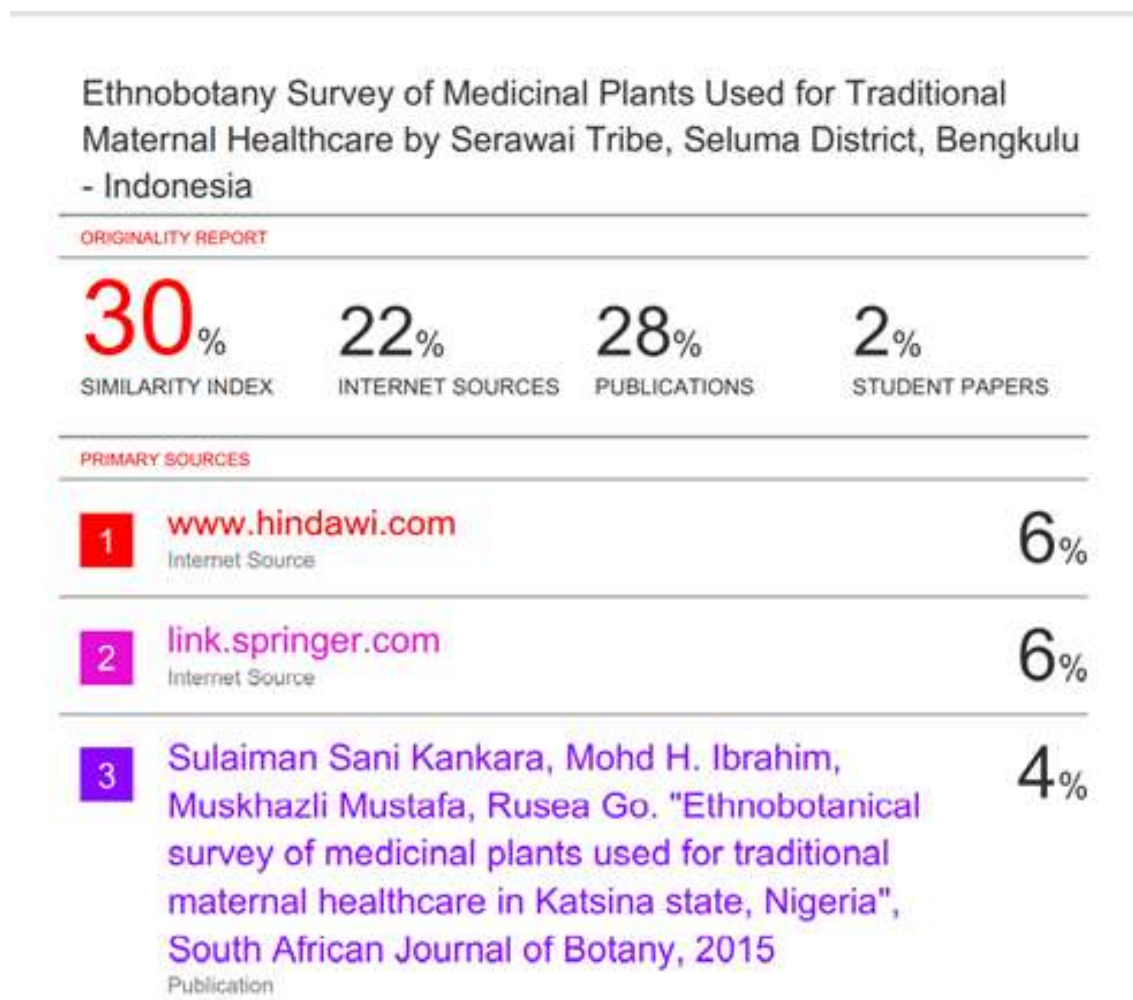 Ethnobotany Survey of Medicinal Plants Used for Traditional
Maternal Healthcare by Serawai Tribe, Seluma District, Bengkulu
- Indonesia
ORIGINALITY REPORT
30% 22% 28% 2%
SIMILARITY INDEX INTERNET SOURCES PUBLICATIONS STUDENT PAPERS
PRIMARY SOURCES
1 www.hindawi.com 6%
Internet Source
2 link.springer.com 6%
Internet Source
3 Sulaiman Sani Kankara, Mohd H. Ibrahim, 4%
Muskhazli Mustafa, Rusea Go. "Ethnobotanical
survey of medicinal plants used for traditional
maternal healthcare in Katsina state, Nigeria",
South African Journal of Botany, 2015
Publication